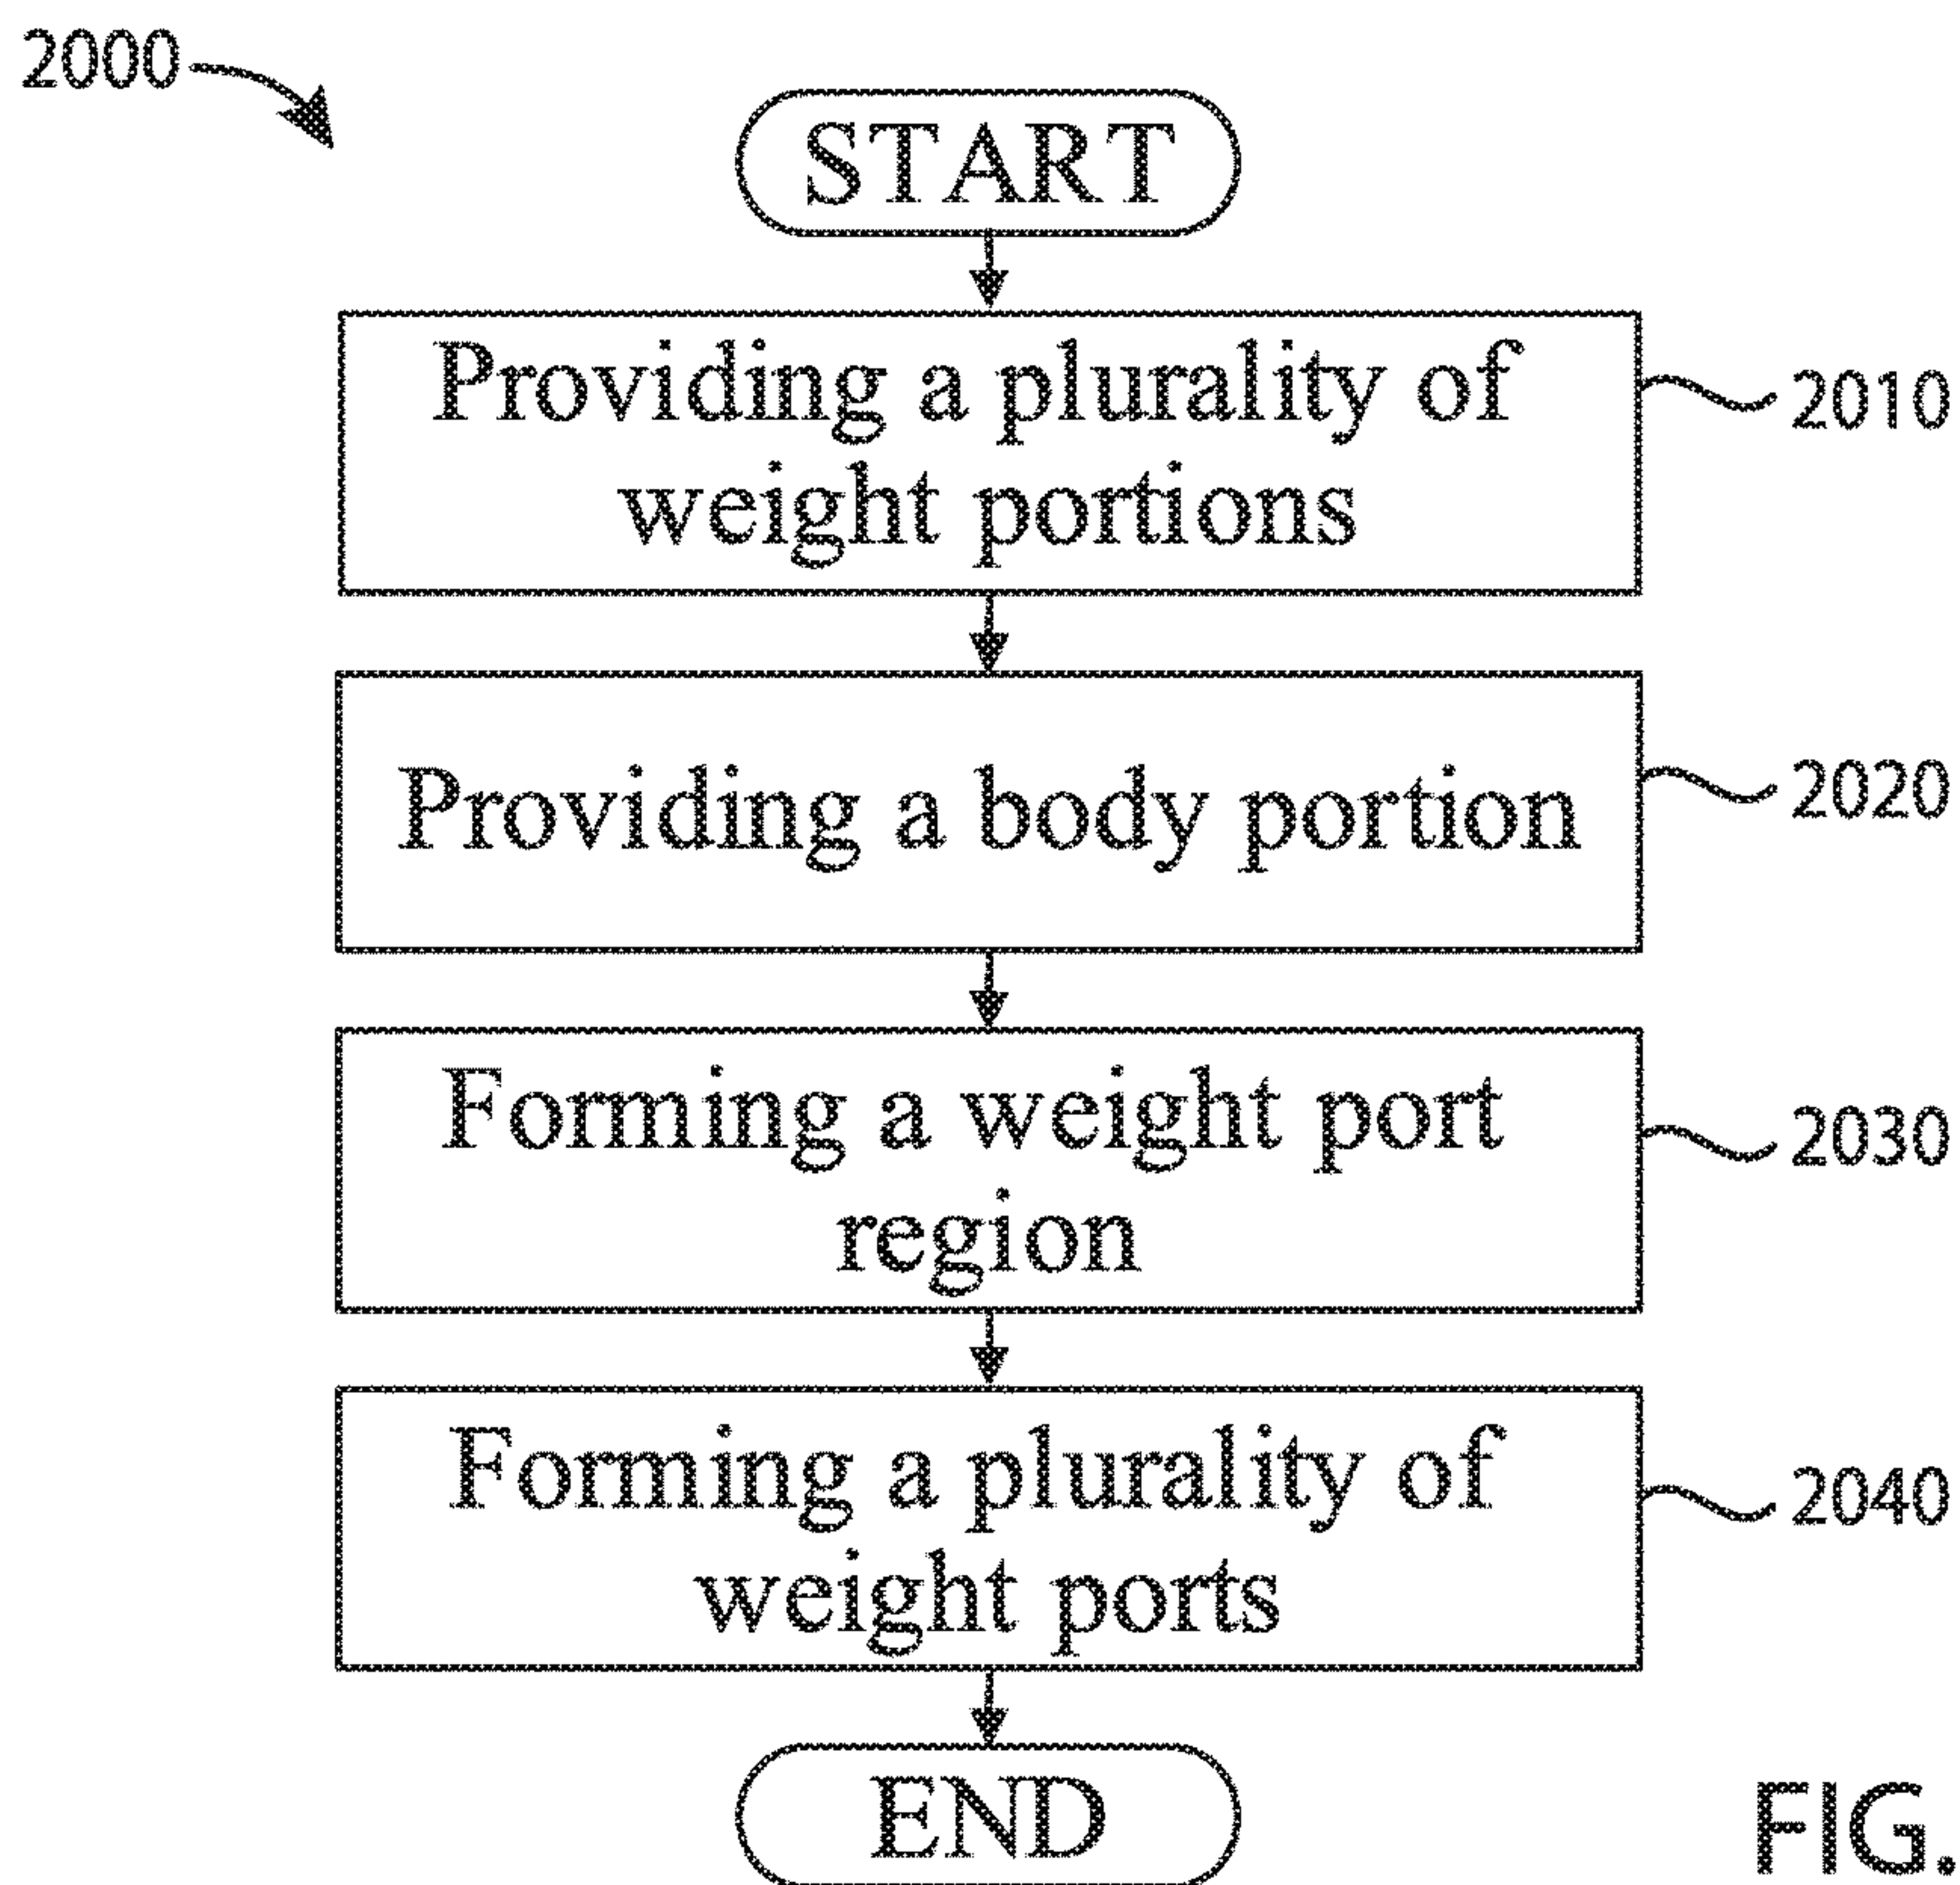 2000
START
Providing a plurality of
weight portions
2010
Providing a body portion
2020
Forming a weight port
region
2030
Forming a plurality of
weight ports
2040
END
FIG.